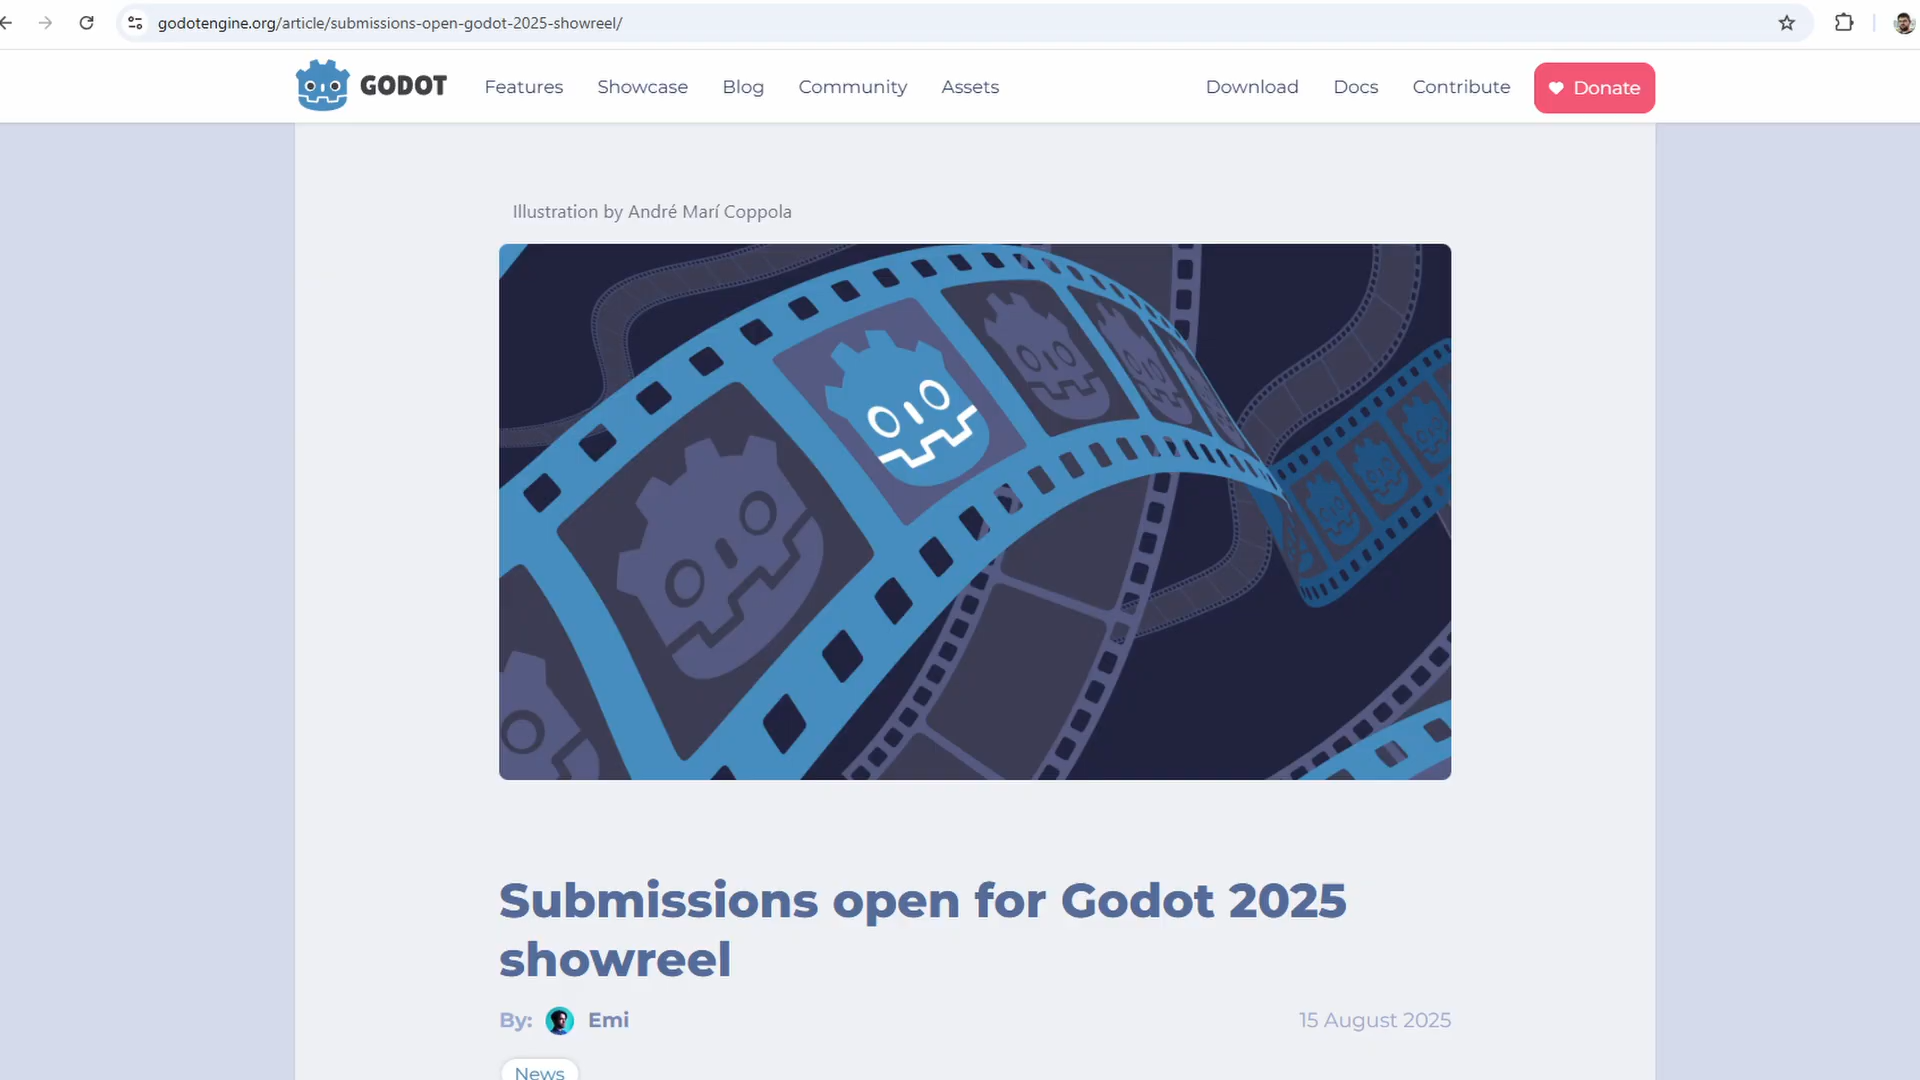 godotengine.org/article/submissions-open-godot-2025-showreel/
GODOT
Features
Showcase
Blog
Community
Assets
Download
Docs
Contribute
Donate
Illustration by André Marí Coppola
Submissions open for Godot 2025
showreel
By:
Emi
15 August 2025
News